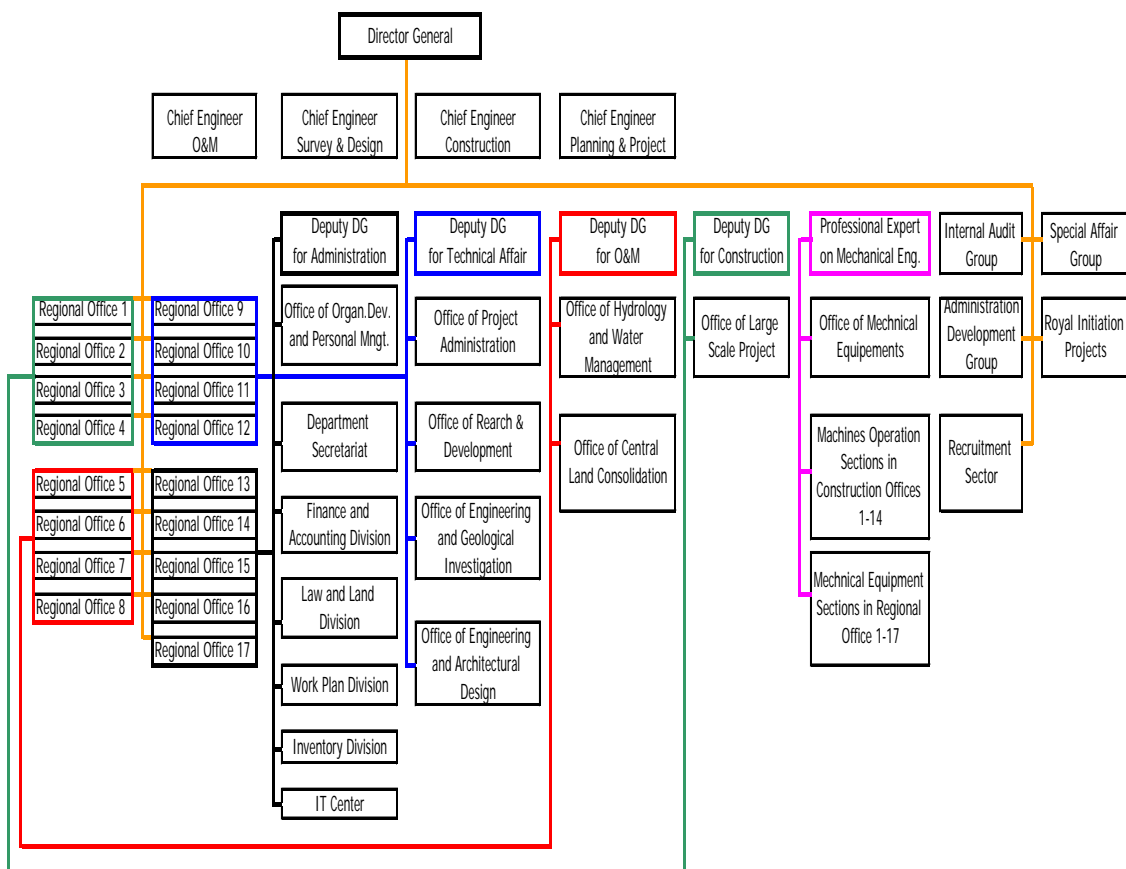 Director General
Chief Engineer
O&M
Chief Engineer
Survey & Design
Chief Engineer
Construction
Chief Engineer
Planning & Project
Deputy DG
for Administration
Deputy DG
for Technical Affair
Deputy DG
for O&M
Deputy DG
for Construction
Professional Expert
on Mechanical Eng.
Internal Audit
Group
Special Affair
Group
Regional Office 1
Regional Office 2
Regional Office 3
Regional Office 4
Regional Office 5
Regional Office 6
Regional Office 7
Regional Office 8
Regional Office 9
Regional Office 10
Regional Office 11
Regional Office 12
Regional Office 13
Regional Office 14
Regional Office 15
Regional Office 16
Regional Office 17
Office of Organ.Dev.
and Personal Mngt.
Department
Secretariat
Finance and
Accounting Division
Law and Land
Division
Work Plan Division
Inventory Division
IT Center
Office of Project
Administration
Office of Rearch &
Development
Office of Engineering
and Geological
Investigation
Office of Engineering
and Architectural
Design
Office of Hydrology
and Water
Management
Office of Central
Land Consolidation
Office of Large
Scale Project
Office of Mechnical
Equipements
Machines Operation
Sections in
Construction Offices
1-14
Mechnical Equipment
Sections in Regional
Office 1-17
Administration
Development
Group
Recruitment
Sector
Royal Initiation
Projects